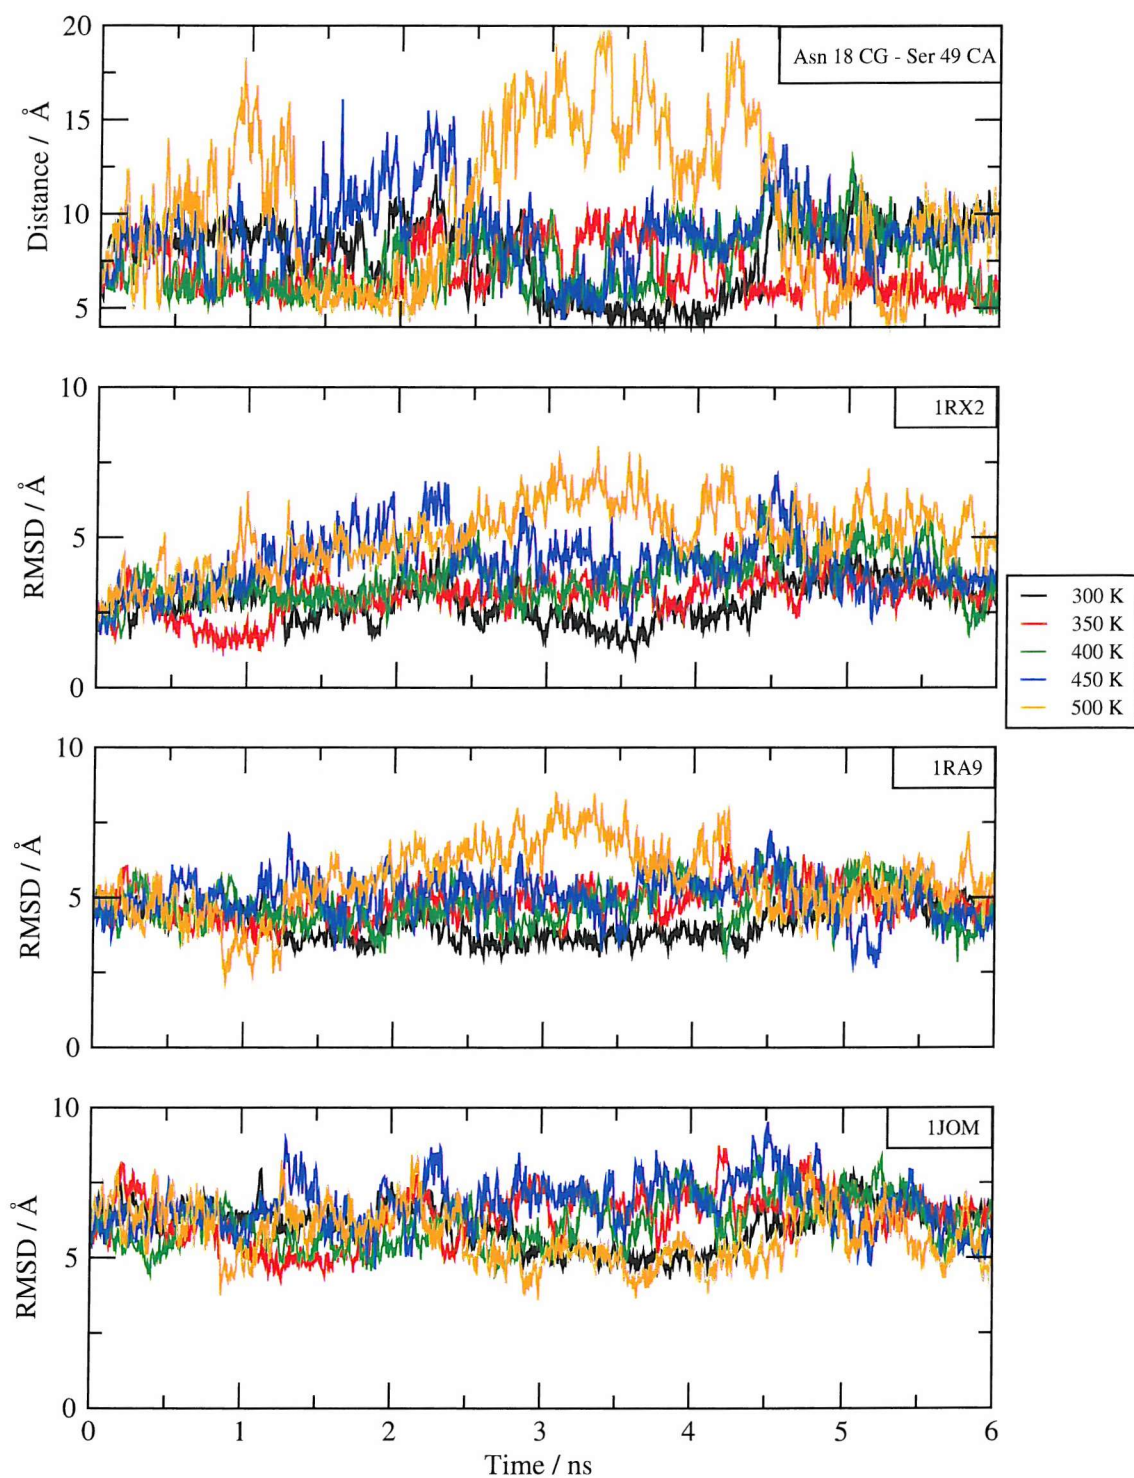 20
15
10
5
Distance / Å
Asn 18 CG - Ser 49 CA
10
5
0
RMSD / Å
1RX2
300 K
350 K
400 K
450 K
500 K
10
5
0
RMSD / Å
1RA9
10
5
0
RMSD / Å
1JOM
0 1 2 3 4 5 6
Time / ns